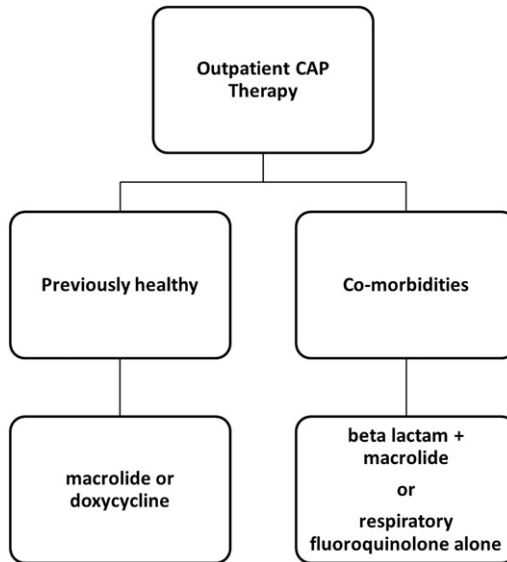 Outpatient CAP
Therapy
Previously healthy
Co-morbidities
macrolide or
doxycycline
beta lactam +
macrolide
or
respiratory
fluoroquinolone alone